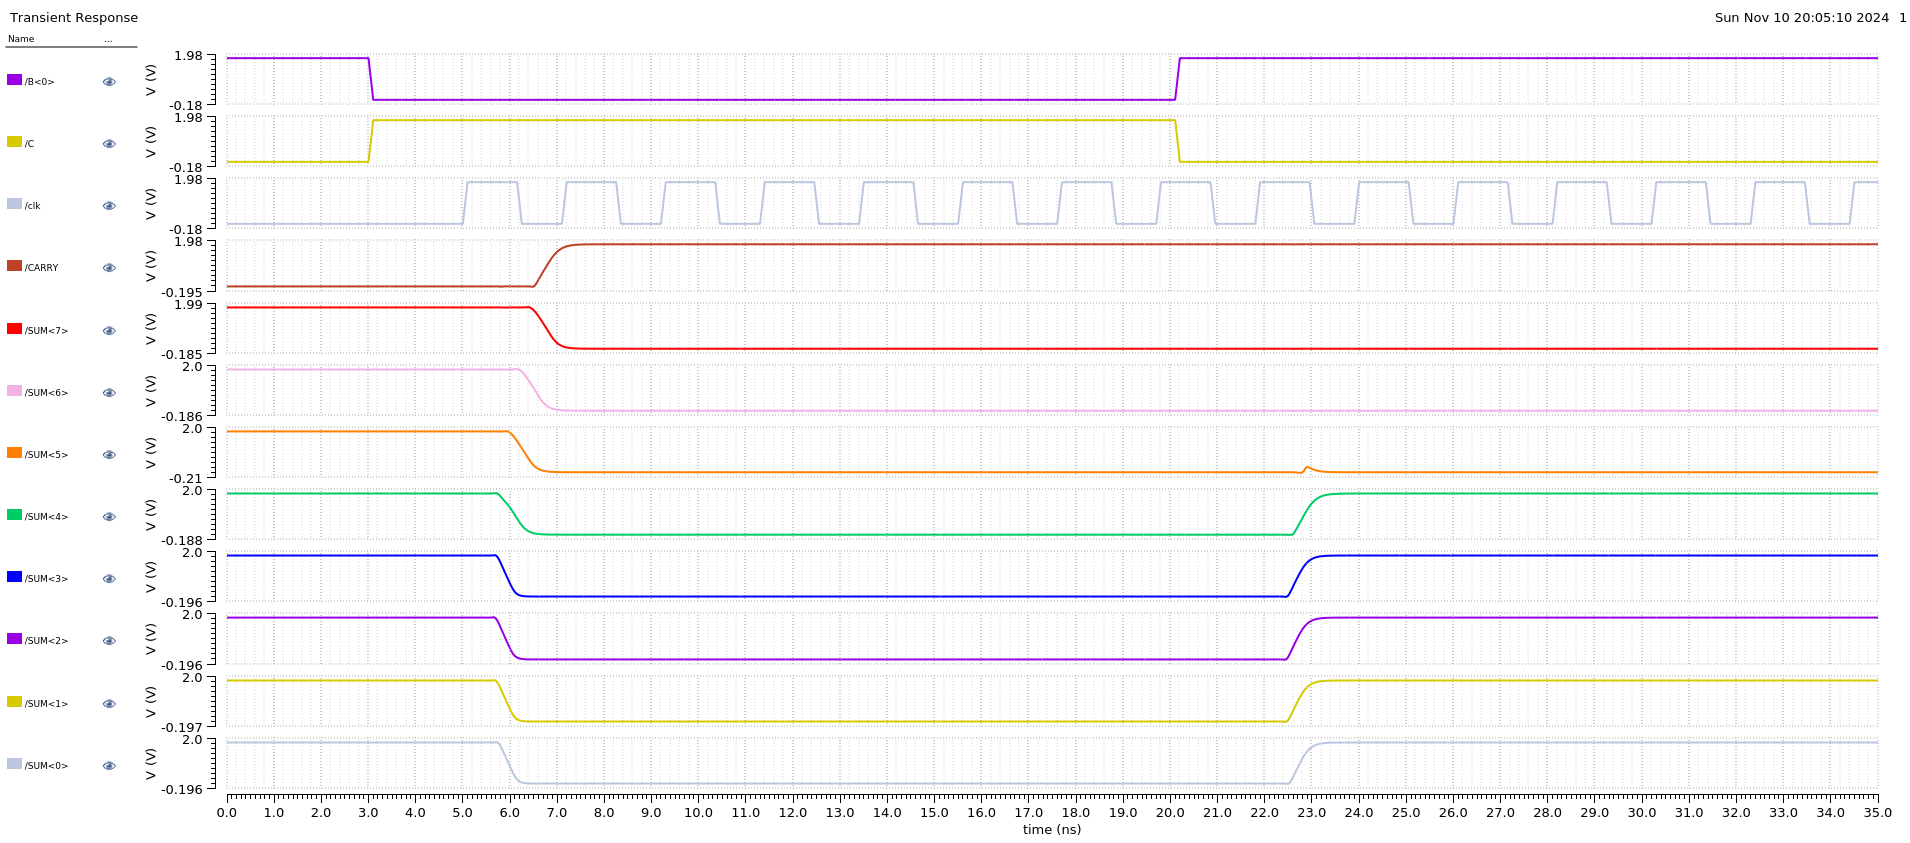 Transient Response
Sun Nov 10 20:05:10 2024 1
Name ...
/B<0>
V (V)
1.98
-0.18
/C
V (V)
1.98
-0.18
/clk
V (V)
1.98
-0.18
/CARRY
V (V)
1.98
-0.195
/SUM<7>
V (V)
1.99
-0.185
/SUM<6>
V (V)
2.0
-0.186
/SUM<5>
V (V)
2.0
-0.21
/SUM<4>
V (V)
2.0
-0.188
/SUM<3>
V (V)
2.0
-0.196
/SUM<2>
V (V)
2.0
-0.196
/SUM<1>
V (V)
2.0
-0.197
/SUM<0>
V (V)
2.0
-0.196
0.0 1.0 2.0 3.0 4.0 5.0 6.0 7.0 8.0 9.0 10.0 11.0 12.0 13.0 14.0 15.0 16.0 17.0 18.0 19.0 20.0 21.0 22.0 23.0 24.0 25.0 26.0 27.0 28.0 29.0 30.0 31.0 32.0 33.0 34.0 35.0
time (ns)